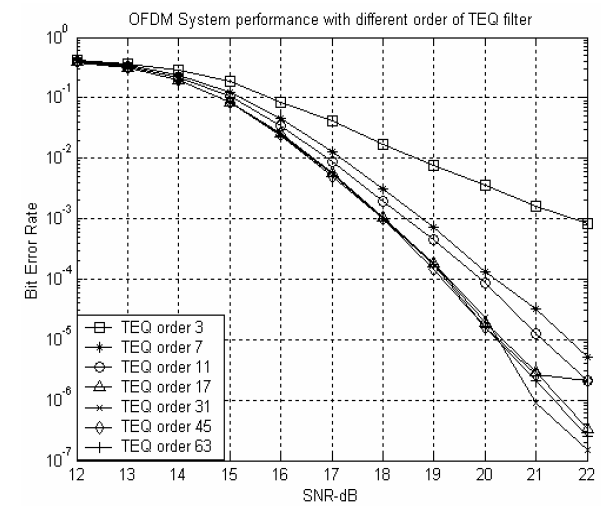 OFDM System performance with different order of TEQ filter
10^0
10^-1
10^-2
10^-3
10^-4
10^-5
10^-6
10^-7
Bit Error Rate
TEQ order 3
TEQ order 7
TEQ order 11
TEQ order 17
TEQ order 31
TEQ order 45
TEQ order 63
12 13 14 15 16 17 18 19 20 21 22
SNR-dB